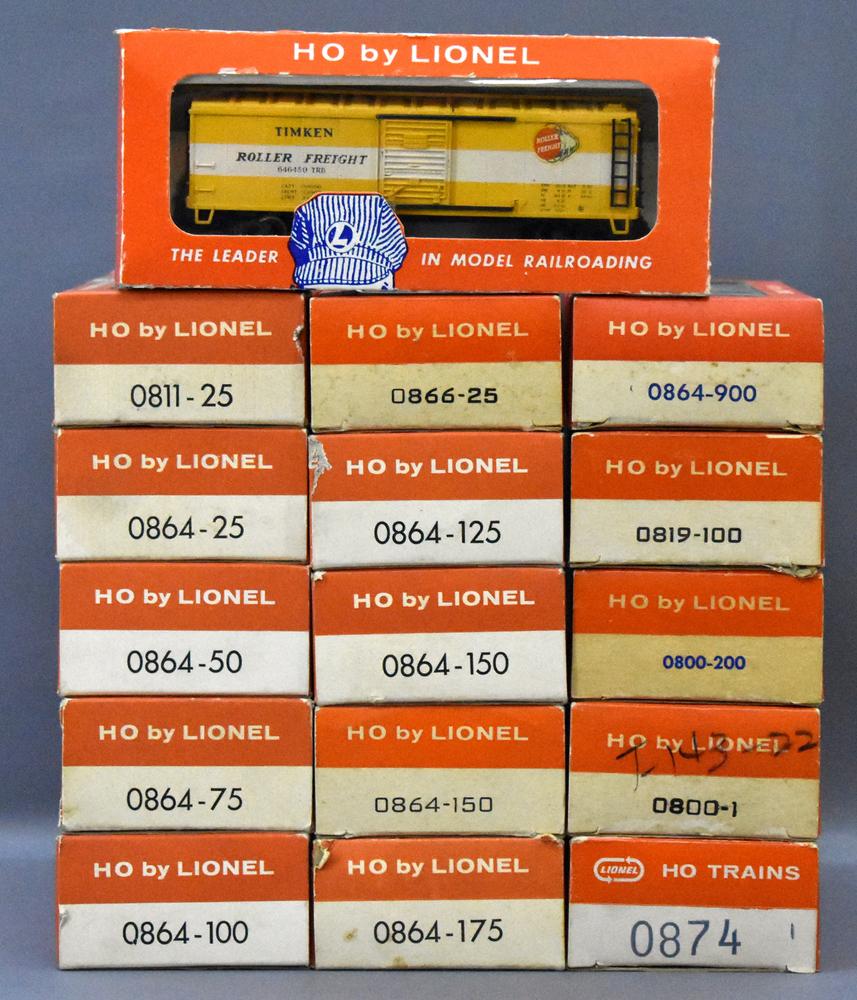 HO by LIONEL
TIMKEN
ROLLER FREIGHT
646459 TRB
ROLLER
FREIGHT
L
THE LEADER IN MODEL RAILROADING
HO by LIONEL
0811-25
HO by LIONEL
0866-25
HO by LIONEL
0864-900
HO by LIONEL
0864-25
HO by LIONEL
0864-125
HO by LIONEL
0819-100
HO by LIONEL
0864-50
HO by LIONEL
0864-150
HO by LIONEL
0800-200
HO by LIONEL
0864-75
HO by LIONEL
0864-150
HO by LIONEL
0800-1
HO by LIONEL
0864-100
HO by LIONEL
0864-175
LIONEL HO TRAINS
0874